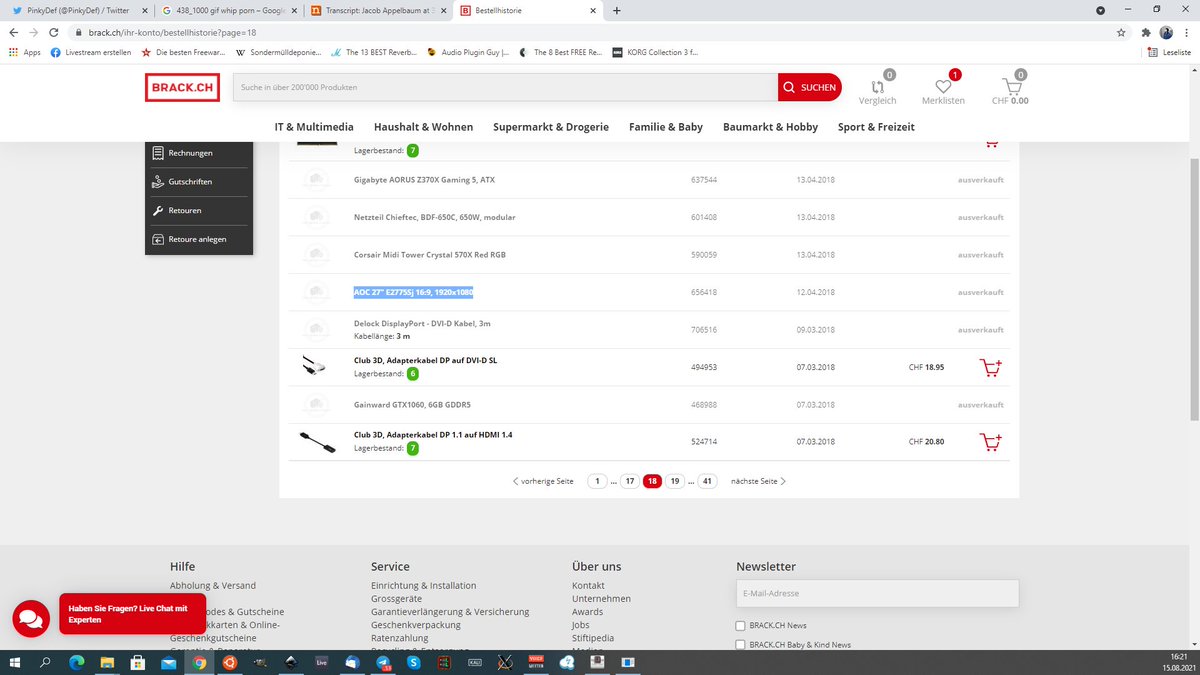 PinkyDef (@PinkyDef) / Twitter
438_1000 gif whip porn – Google
Transcript: Jacob Appelbaum at 3
Bestellhistorie
brack.ch/ihr-konto/bestellhistorie?page=18
Apps
Livestream erstellen
Die besten Freewar...
Sondermülldeponie...
The 13 BEST Reverb...
Audio Plugin Guy |...
The 8 Best FREE Re...
KORG Collection 3 f...
Leseliste
BRACK.CH
Suche in über 200'000 Produkten
SUCHEN
0
Vergleich
1
Merklisten
0
CHF 0.00
IT & Multimedia
Haushalt & Wohnen
Supermarkt & Drogerie
Familie & Baby
Baumarkt & Hobby
Sport & Freizeit
Rechnungen
Gutschriften
Retouren
Retoure anlegen
Lagerbestand: 7
Gigabyte AORUS Z370X Gaming 5, ATX 637544 13.04.2018 ausverkauft
Netzteil Chieftec, BDF-650C, 650W, modular 601408 13.04.2018 ausverkauft
Corsair Midi Tower Crystal 570X Red RGB 590059 13.04.2018 ausverkauft
AOC 27" E2775SJ 16:9, 1920x1080 656418 12.04.2018 ausverkauft
Delock DisplayPort - DVI-D Kabel, 3m 706516 09.03.2018 ausverkauft
Kabellänge: 3 m
Club 3D, Adapterkabel DP auf DVI-D SL 494953 07.03.2018 CHF 18.95
Lagerbestand: 6
Gainward GTX1060, 6GB GDDR5 468988 07.03.2018 ausverkauft
Club 3D, Adapterkabel DP 1.1 auf HDMI 1.4 524714 07.03.2018 CHF 20.80
Lagerbestand: 7
vorherige Seite 1 ... 17 18 19 ... 41 nächste Seite
Hilfe
Abholung & Versand
odes & Gutscheine
karten & Online-
Geschenkgutscheine
Haben Sie Fragen? Live Chat mit
Experten
Service
Einrichtung & Installation
Grossgeräte
Garantieverlängerung & Versicherung
Geschenkverpackung
Ratenzahlung
Über uns
Kontakt
Unternehmen
Awards
Jobs
Stiftipedia
Newsletter
E-Mail-Adresse
BRACK.CH News
BRACK.CH Baby & Kind News
Live
16:21
15.08.2021